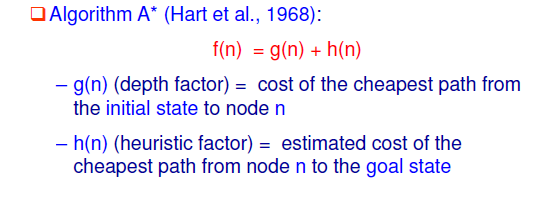 ❑Algorithm A* (Hart et al., 1968):
f(n) = g(n) + h(n)
– g(n) (depth factor) = cost of the cheapest path from
the initial state to node n
– h(n) (heuristic factor) = estimated cost of the
cheapest path from node n to the goal state